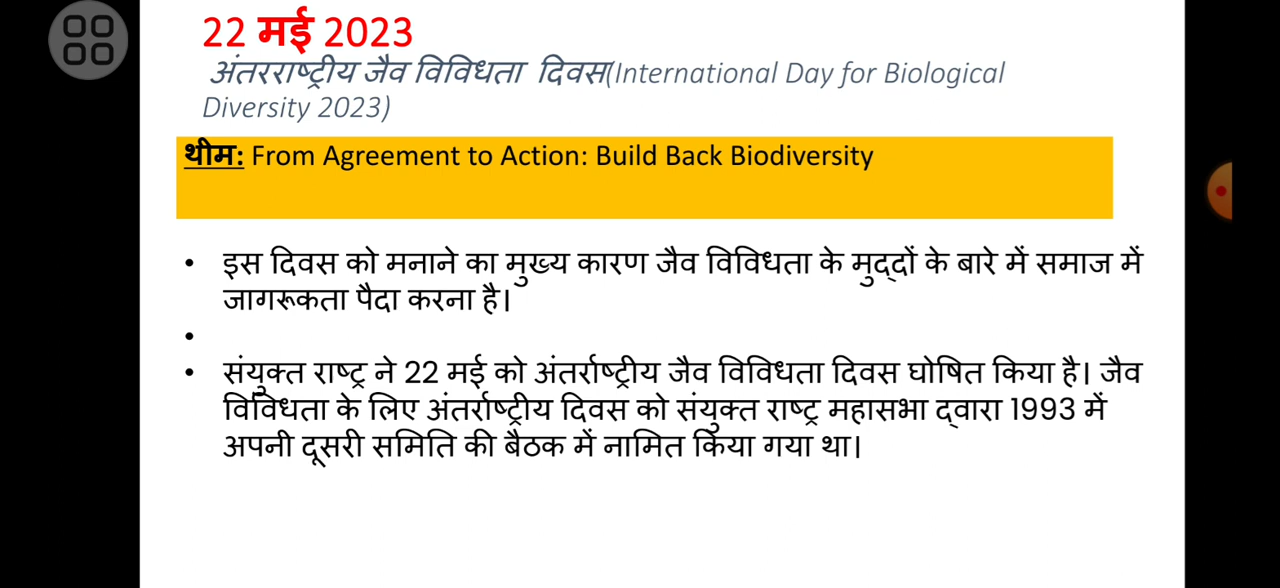 22 मई 2023
अंतरराष्ट्रीय जैव विविधता दिवस(International Day for Biological
Diversity 2023)
थीम: From Agreement to Action: Build Back Biodiversity
• इस दिवस को मनाने का मुख्य कारण जैव विविधता के मुद्दों के बारे में समाज में
जागरूकता पैदा करना है।
•
• संयुक्त राष्ट्र ने 22 मई को अंतर्राष्ट्रीय जैव विविधता दिवस घोषित किया है। जैव
विविधता के लिए अंतर्राष्ट्रीय दिवस को संयुक्त राष्ट्र महासभा द्वारा 1993 में
अपनी दूसरी समिति की बैठक में नामित किया गया था।